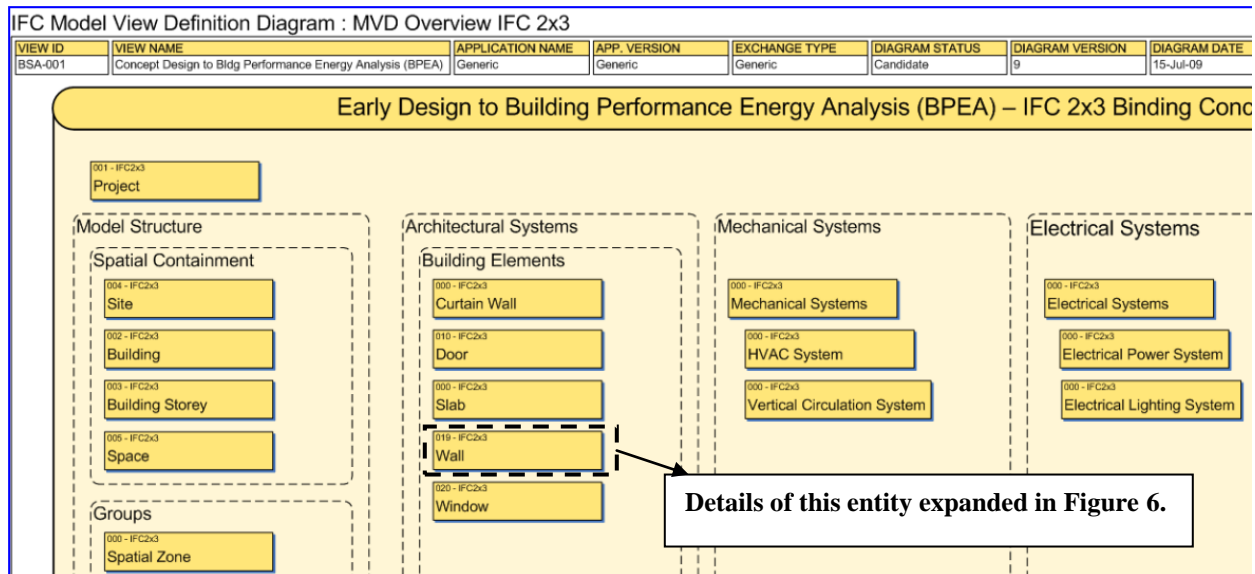 IFC Model View Definition Diagram : MVD Overview IFC 2x3
VIEW ID VIEW NAME APPLICATION NAME APP. VERSION EXCHANGE TYPE DIAGRAM STATUS DIAGRAM VERSION DIAGRAM DATE
BSA-001 Concept Design to Bldg Performance Energy Analysis (BPEA) Generic Generic Generic Candidate 9 15-Jul-09
Early Design to Building Performance Energy Analysis (BPEA) – IFC 2x3 Binding Conc
001 - IFC2x3
Project
Model Structure
Spatial Containment
004 - IFC2x3
Site
002 - IFC2x3
Building
003 - IFC2x3
Building Storey
005 - IFC2x3
Space
Groups
000 - IFC2x3
Spatial Zone
Architectural Systems
Building Elements
000 - IFC2x3
Curtain Wall
010 - IFC2x3
Door
000 - IFC2x3
Slab
019 - IFC2x3
Wall
020 - IFC2x3
Window
Mechanical Systems
000 - IFC2x3
Mechanical Systems
000 - IFC2x3
HVAC System
000 - IFC2x3
Vertical Circulation System
Electrical Systems
000 - IFC2x3
Electrical Systems
000 - IFC2x3
Electrical Power System
000 - IFC2x3
Electrical Lighting System
Details of this entity expanded in Figure 6.